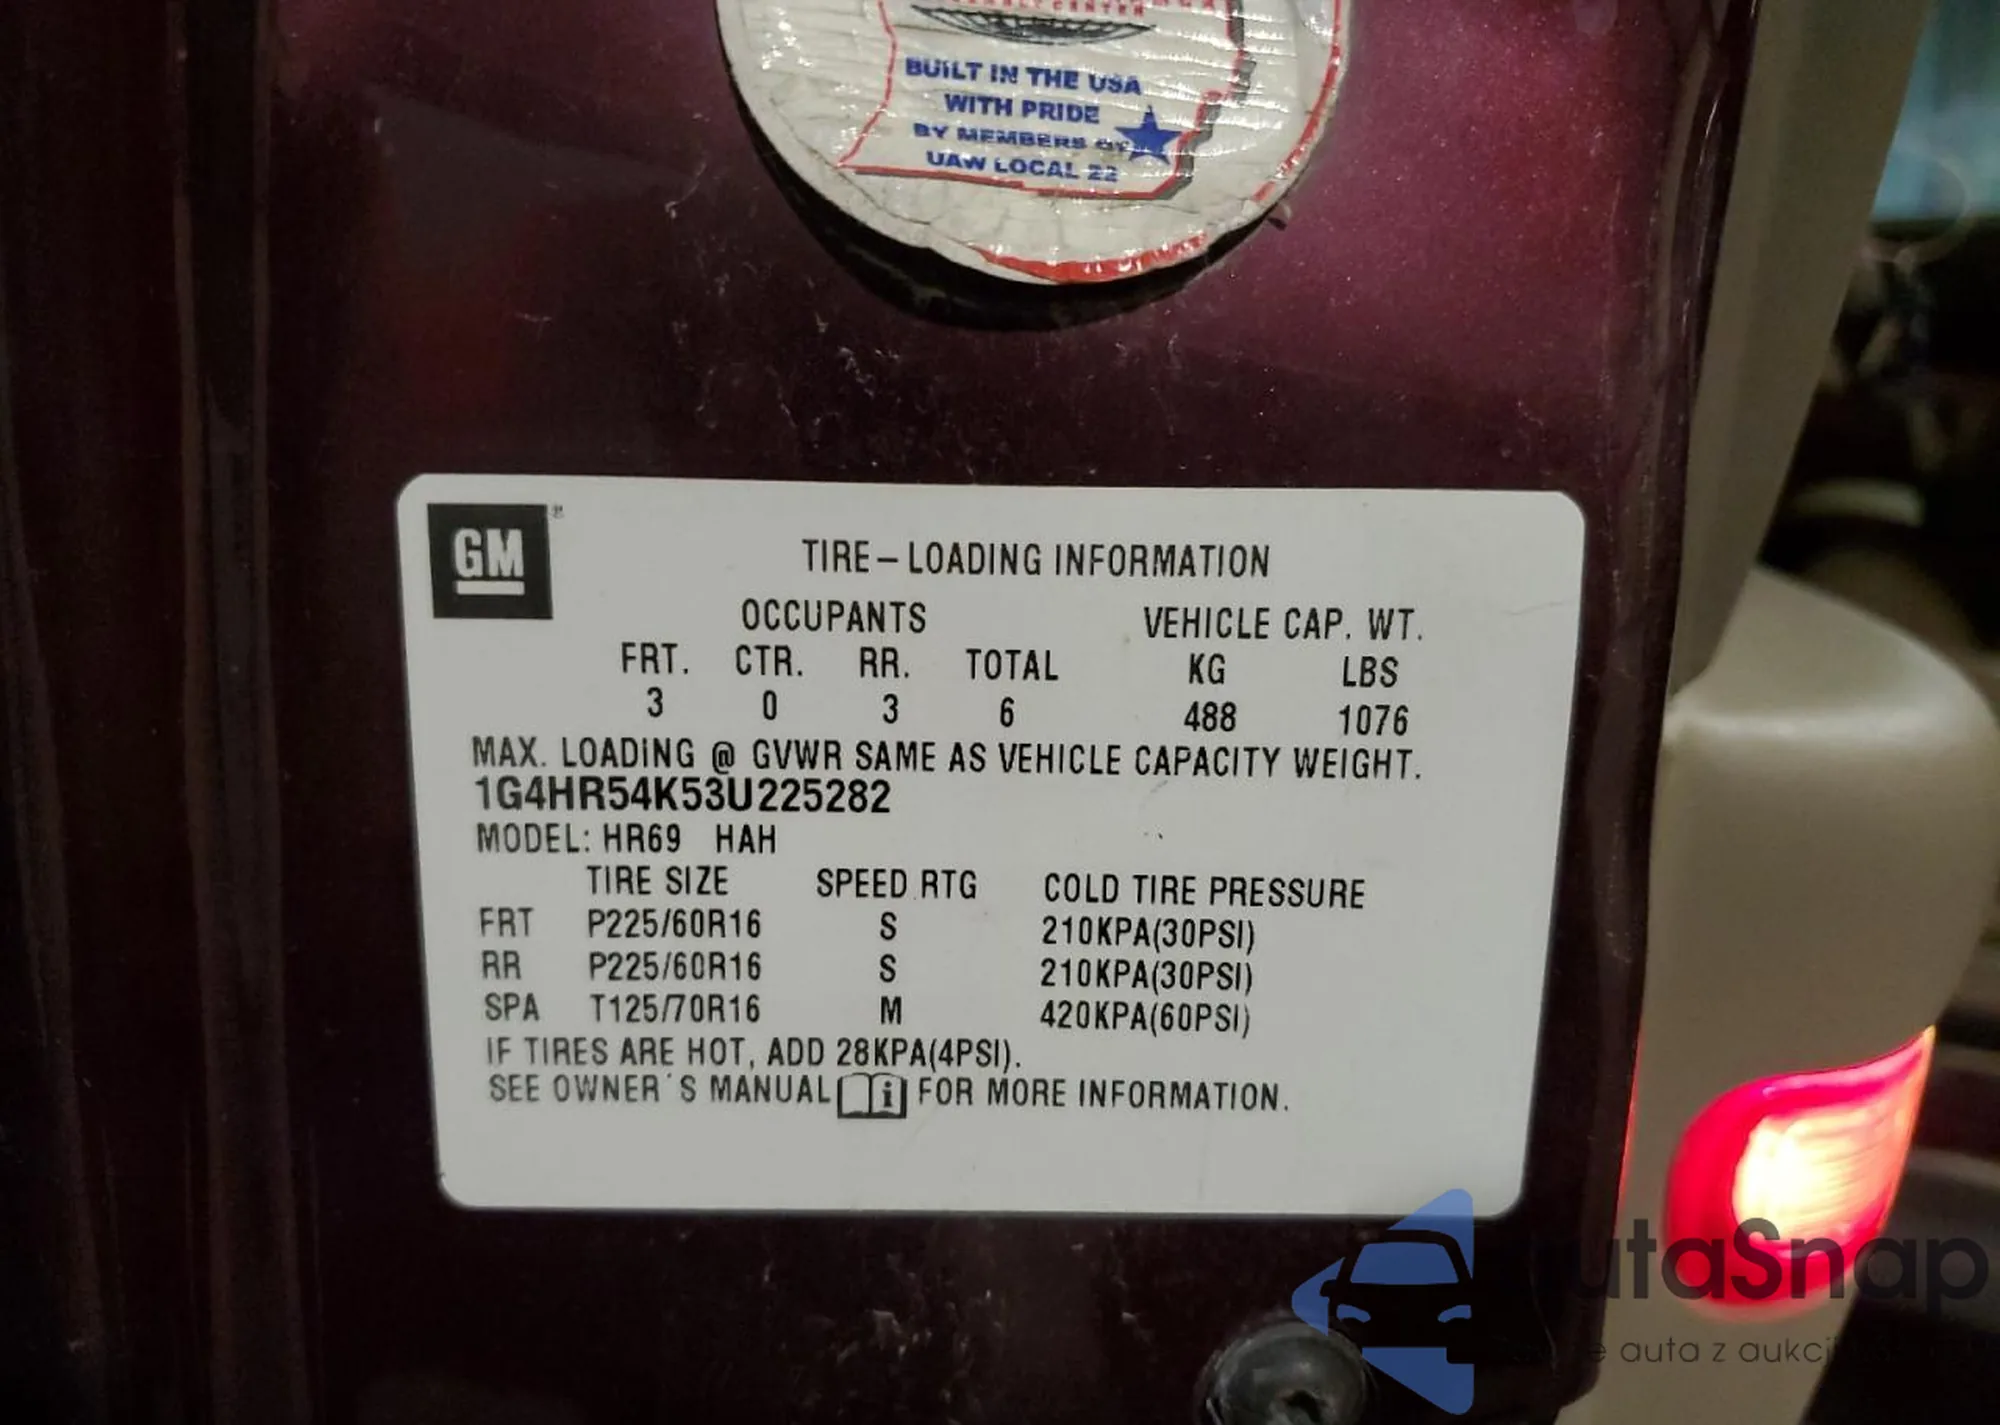 BUILT IN THE USA
WITH PRIDE
BY MEMBERS OF
UAW LOCAL 22
GM
TIRE–LOADING INFORMATION
OCCUPANTS VEHICLE CAP. WT.
FRT. CTR. RR. TOTAL KG LBS
3 0 3 6 488 1076
MAX. LOADING @ GVWR SAME AS VEHICLE CAPACITY WEIGHT.
1G4HR54K53U225282
MODEL: HR69 HAH
TIRE SIZE SPEED RTG COLD TIRE PRESSURE
FRT P225/60R16 S 210KPA(30PSI)
RR P225/60R16 S 210KPA(30PSI)
SPA T125/70R16 M 420KPA(60PSI)
IF TIRES ARE HOT, ADD 28KPA(4PSI).
SEE OWNER'S MANUAL i FOR MORE INFORMATION.
utaSnap
auta z